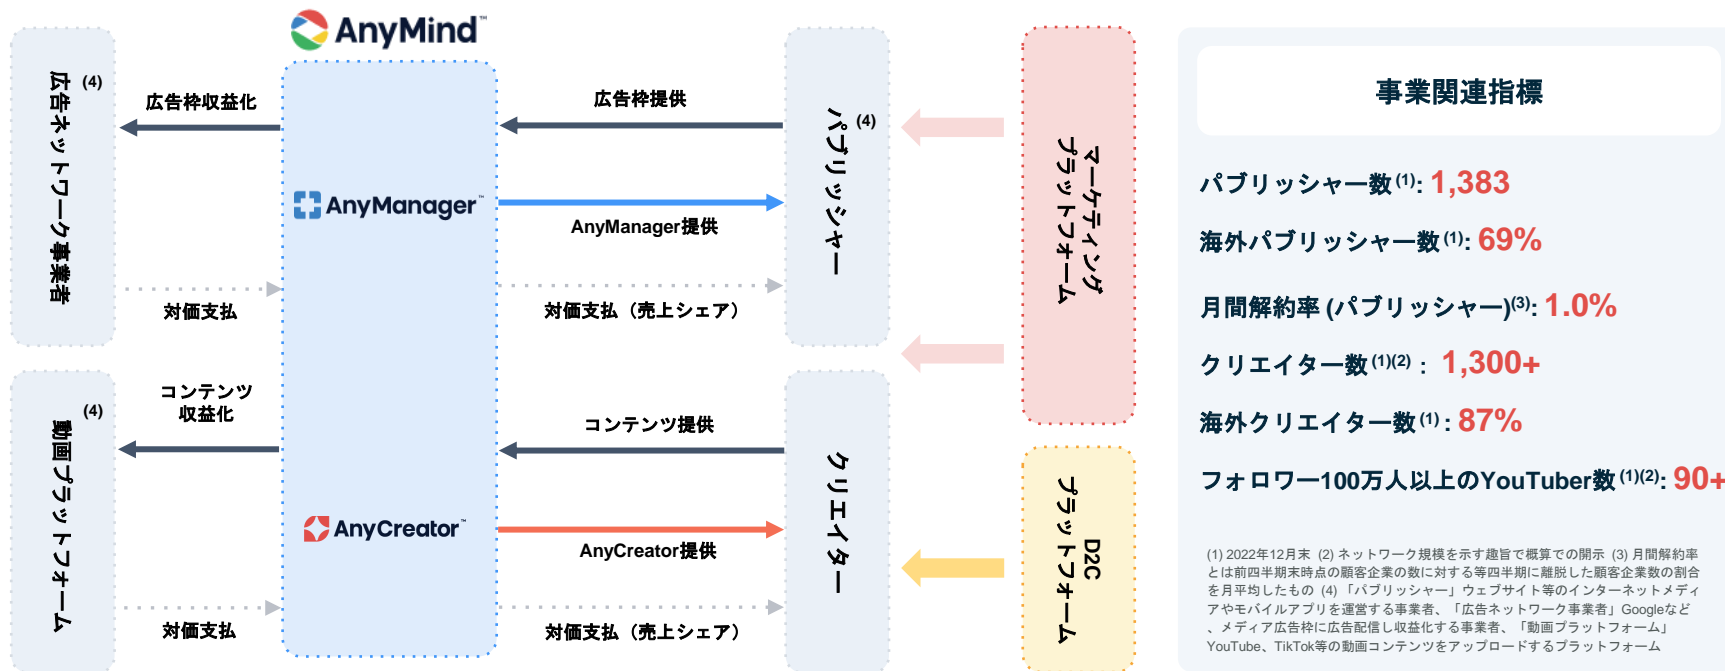 AnyMind™
広告ネットワーク事業者
(4)
広告枠収益化
対価支払
AnyManager™
広告枠提供
AnyManager提供
対価支払（売上シェア）
パブリッシャー
(4)
動画プラットフォーム
(4)
コンテンツ
収益化
対価支払
AnyCreator™
コンテンツ提供
AnyCreator提供
対価支払（売上シェア）
クリエイター
マーケティング
プラットフォーム
D2C
プラットフォーム
事業関連指標
パブリッシャー数(1): 1,383
海外パブリッシャー数(1): 69%
月間解約率 (パブリッシャー)(3): 1.0%
クリエイター数(1)(2) : 1,300+
海外クリエイター数(1) : 87%
フォロワー100万人以上のYouTuber数(1)(2): 90+
(1) 2022年12月末 (2) ネットワーク規模を示す趣旨で概算での開示 (3) 月間解約率
とは前四半期末時点の顧客企業の数に対する等四半期に離脱した顧客企業数の割合
を月平均したもの (4) 「パブリッシャー」ウェブサイト等のインターネットメディ
アやモバイルアプリを運営する事業者、「広告ネットワーク事業者」Googleなど
、メディア広告枠に広告配信し収益化する事業者、「動画プラットフォーム」
YouTube、TikTok等の動画コンテンツをアップロードするプラットフォーム